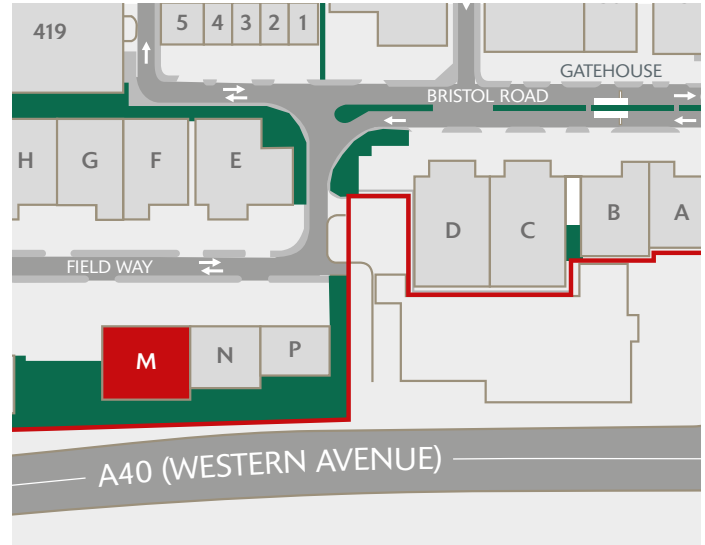 419
5 4 3 2 1
GATEHOUSE
BRISTOL ROAD
H G F E
D C B A
FIELD WAY
M N P
A40 (WESTERN AVENUE)